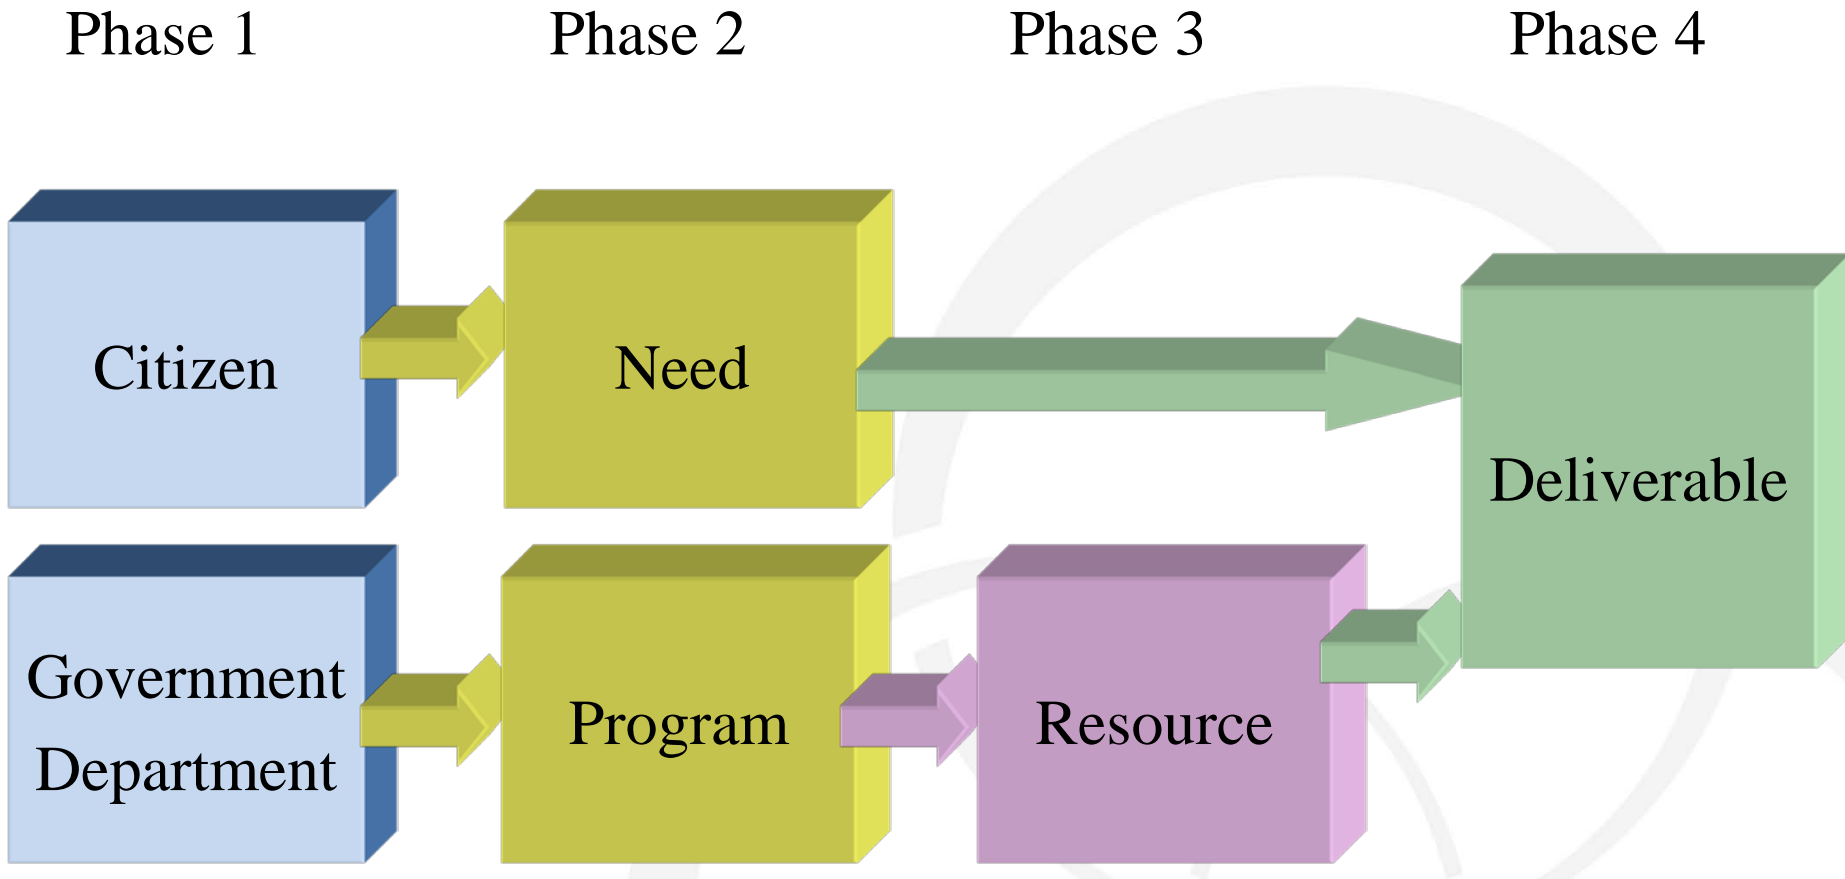 Phase 1
Phase 2
Phase 3
Phase 4
Citizen
Need
Deliverable
Government
Department
Program
Resource